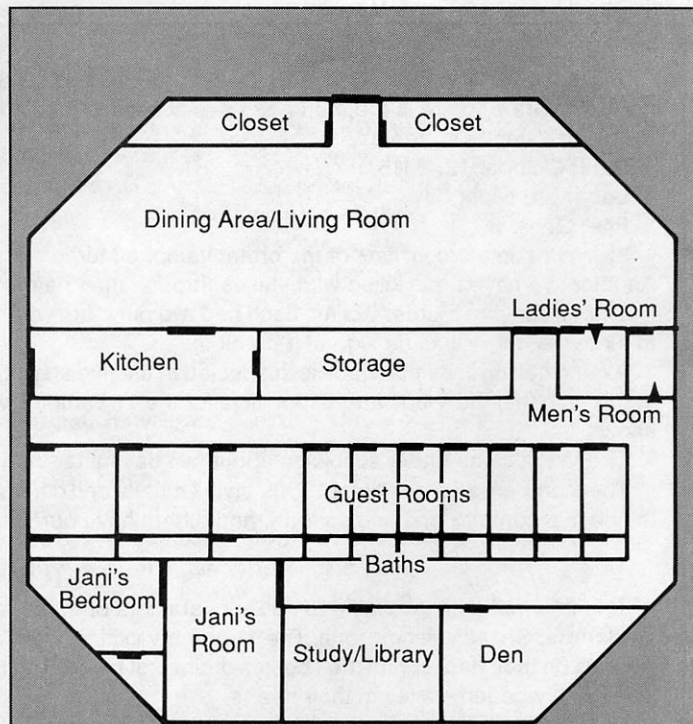 Closet
Closet
Dining Area/Living Room
Ladies' Room
Kitchen
Storage
Men's Room
Guest Rooms
Baths
Jani's
Bedroom
Jani's
Room
Study/Library
Den